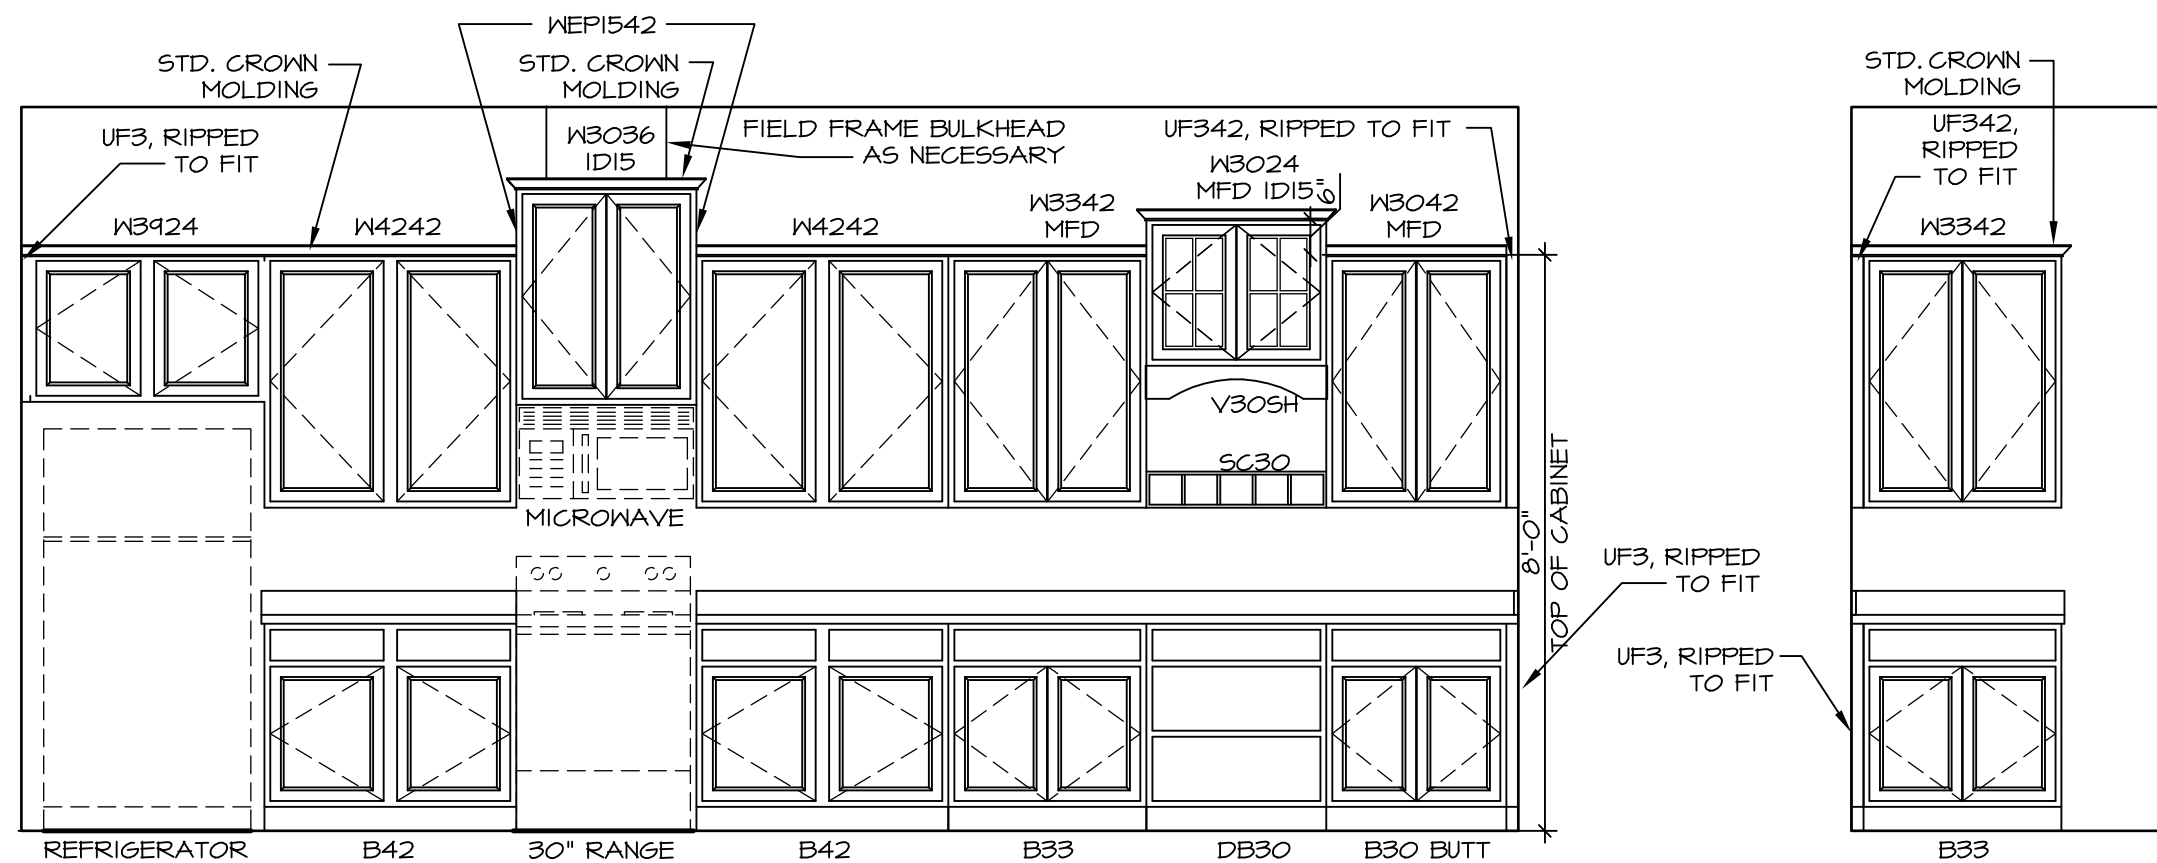 WEP1542
STD. CROWN
MOLDING
STD. CROWN
MOLDING
STD. CROWN
MOLDING
UF3, RIPPED
TO FIT
W3036
1D15
FIELD FRAME BULKHEAD
AS NECESSARY
UF342, RIPPED TO FIT
W3024
MFD 1D15
6"
UF342,
RIPPED
TO FIT
W3924
W4242
W4242
W3342
MFD
W3042
MFD
W3342
V30SH
SC30
MICROWAVE
8'-0"
TOP OF CABINET
UF3, RIPPED
TO FIT
UF3, RIPPED
TO FIT
REFRIGERATOR
B42
30" RANGE
B42
B33
DB30
B30 BUTT
B33